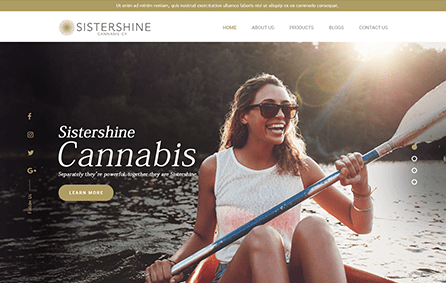 Ut enim ad minim veniam, quis nostrud exercitation ullamco laboris nisi ut aliquip ex ea commodo consequat.
SISTERSHINE
CANNABIS CO
HOME ABOUT US PRODUCTS BLOGS CONTACT US
Sistershine
Cannabis
Separately they're powerful, together they are Sistershine.
LEARN MORE